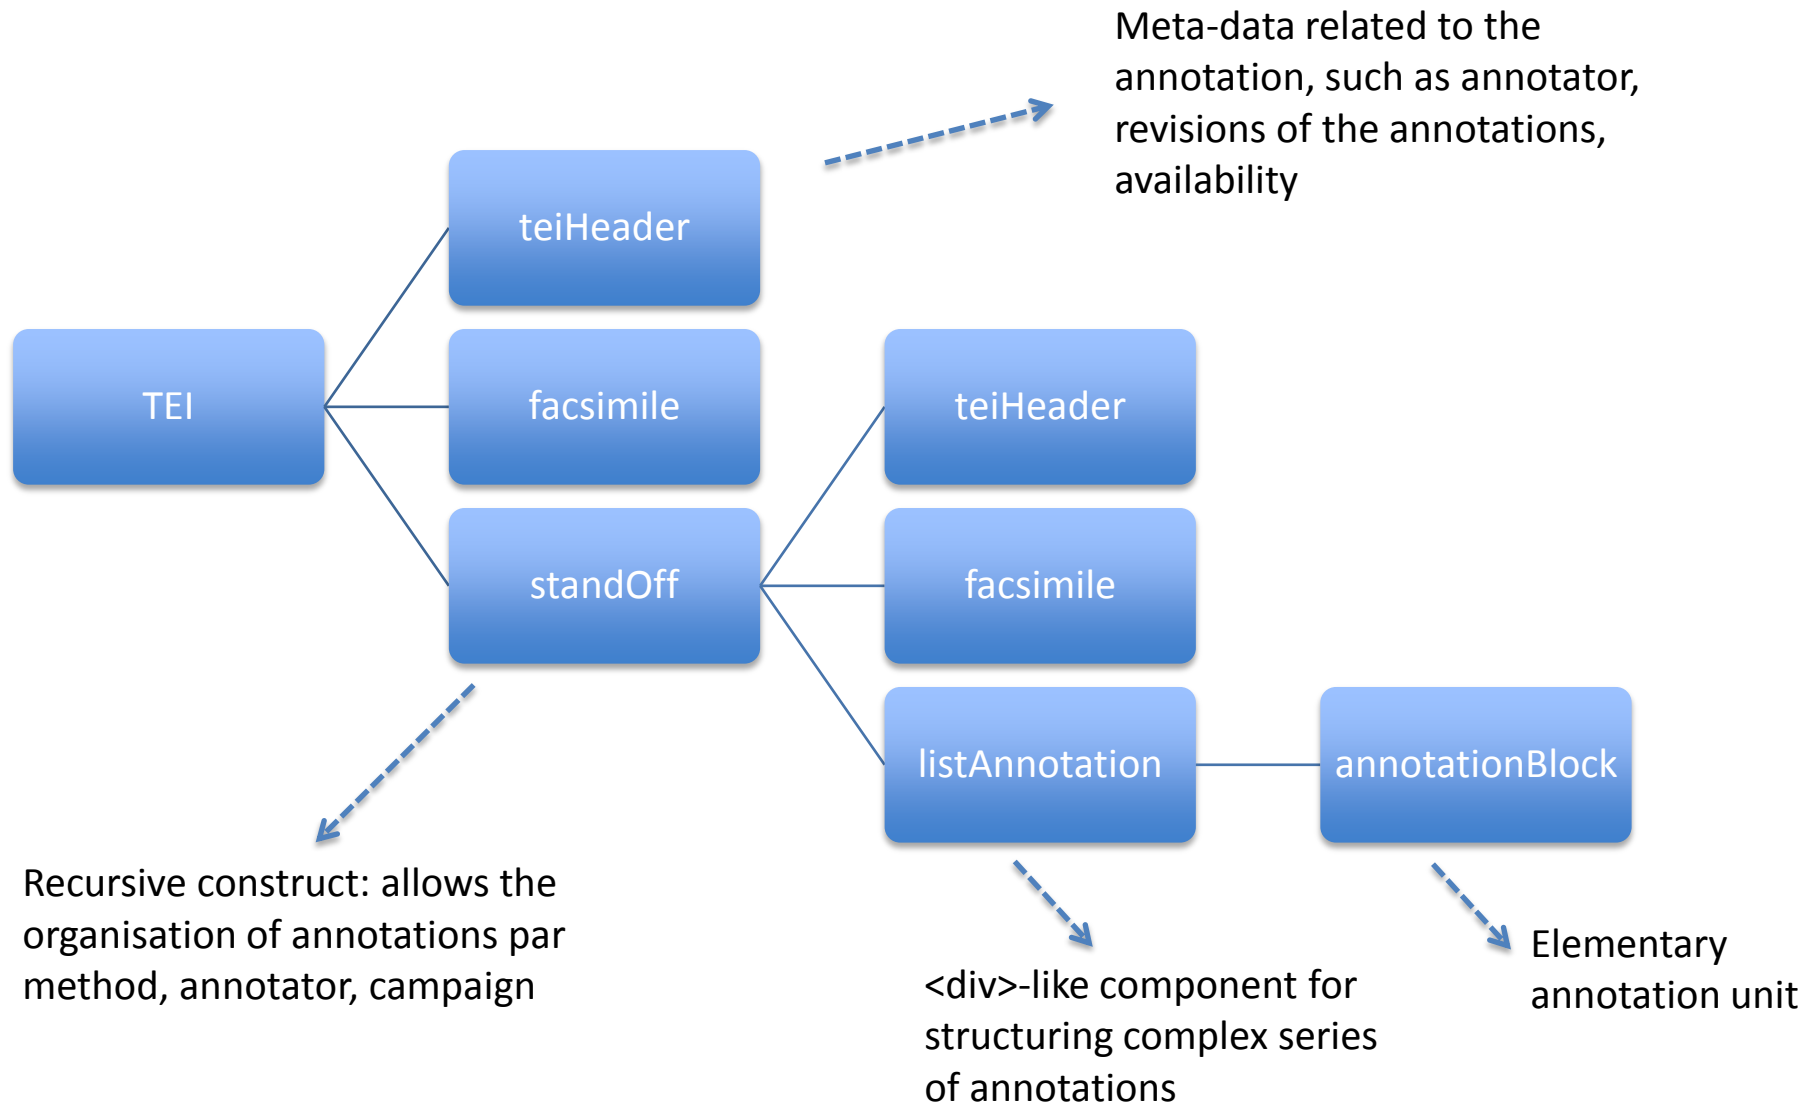 Meta-data related to the
annotation, such as annotator,
revisions of the annotations,
availability
teiHeader
TEI
facsimile
teiHeader
standOff
facsimile
listAnnotation
annotationBlock
Recursive construct: allows the
organisation of annotations par
method, annotator, campaign
<div>-like component for
structuring complex series
of annotations
Elementary
annotation unit